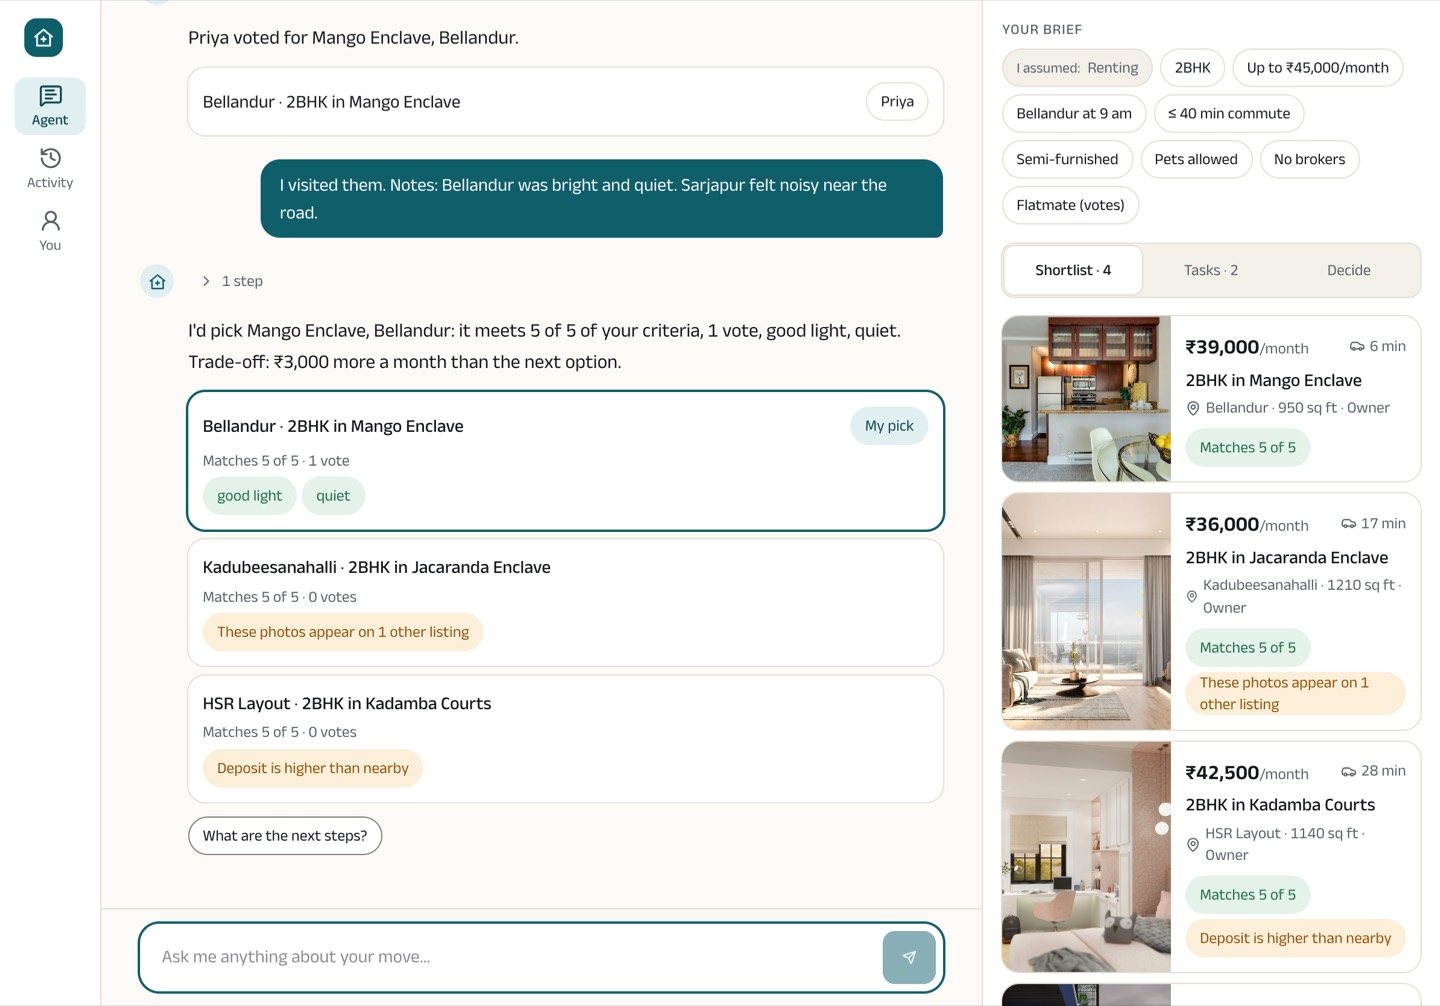 Agent
Activity
You
Priya voted for Mango Enclave, Bellandur.
Bellandur · 2BHK in Mango Enclave
Priya
I visited them. Notes: Bellandur was bright and quiet. Sarjapur felt noisy near the
road.
1 step
I'd pick Mango Enclave, Bellandur: it meets 5 of 5 of your criteria, 1 vote, good light, quiet.
Trade-off: ₹3,000 more a month than the next option.
Bellandur · 2BHK in Mango Enclave
My pick
Matches 5 of 5 · 1 vote
good light
quiet
Kadubeesanahalli · 2BHK in Jacaranda Enclave
Matches 5 of 5 · 0 votes
These photos appear on 1 other listing
HSR Layout · 2BHK in Kadamba Courts
Matches 5 of 5 · 0 votes
Deposit is higher than nearby
What are the next steps?
Ask me anything about your move...
YOUR BRIEF
I assumed: Renting
2BHK
Up to ₹45,000/month
Bellandur at 9 am
≤ 40 min commute
Semi-furnished
Pets allowed
No brokers
Flatmate (votes)
Shortlist · 4
Tasks · 2
Decide
₹39,000/month
6 min
2BHK in Mango Enclave
Bellandur · 950 sq ft · Owner
Matches 5 of 5
₹36,000/month
17 min
2BHK in Jacaranda Enclave
Kadubeesanahalli · 1210 sq ft ·
Owner
Matches 5 of 5
These photos appear on 1
other listing
₹42,500/month
28 min
2BHK in Kadamba Courts
HSR Layout · 1140 sq ft ·
Owner
Matches 5 of 5
Deposit is higher than nearby